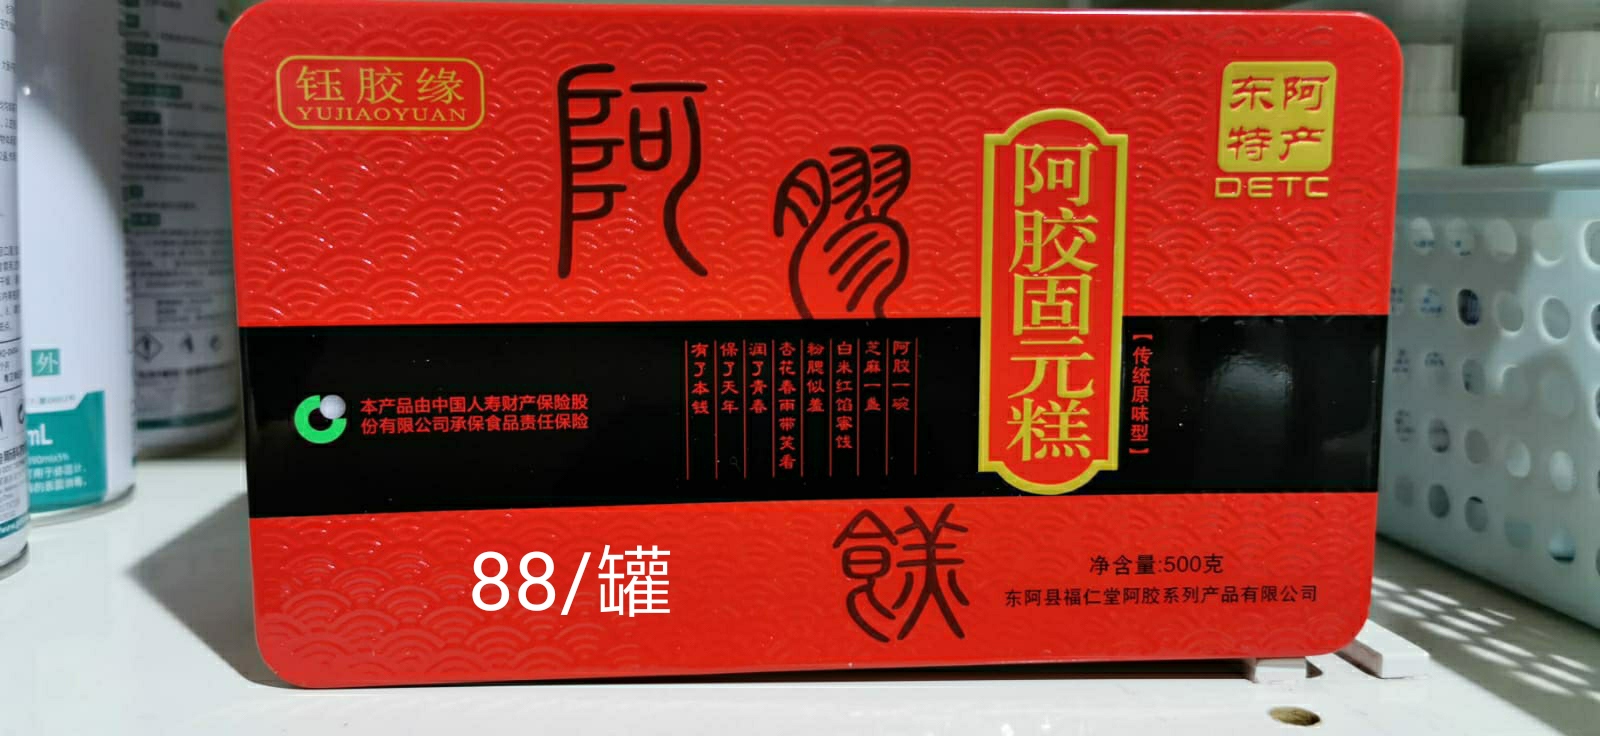 钰胶缘
YUJIAOYUAN
阿
膠
东阿
特产
DETC
阿胶固元糕
【传统原味型】
阿胶一碗
芝麻一盏
白米红馅蜜饯
粉腮似羞
杏花春雨带笑看
润了青春
保了天年
有了本钱
本产品由中国人寿财产保险股
份有限公司承保食品责任保险
88/罐
净含量:500克
东阿县福仁堂阿胶系列产品有限公司
外
mL